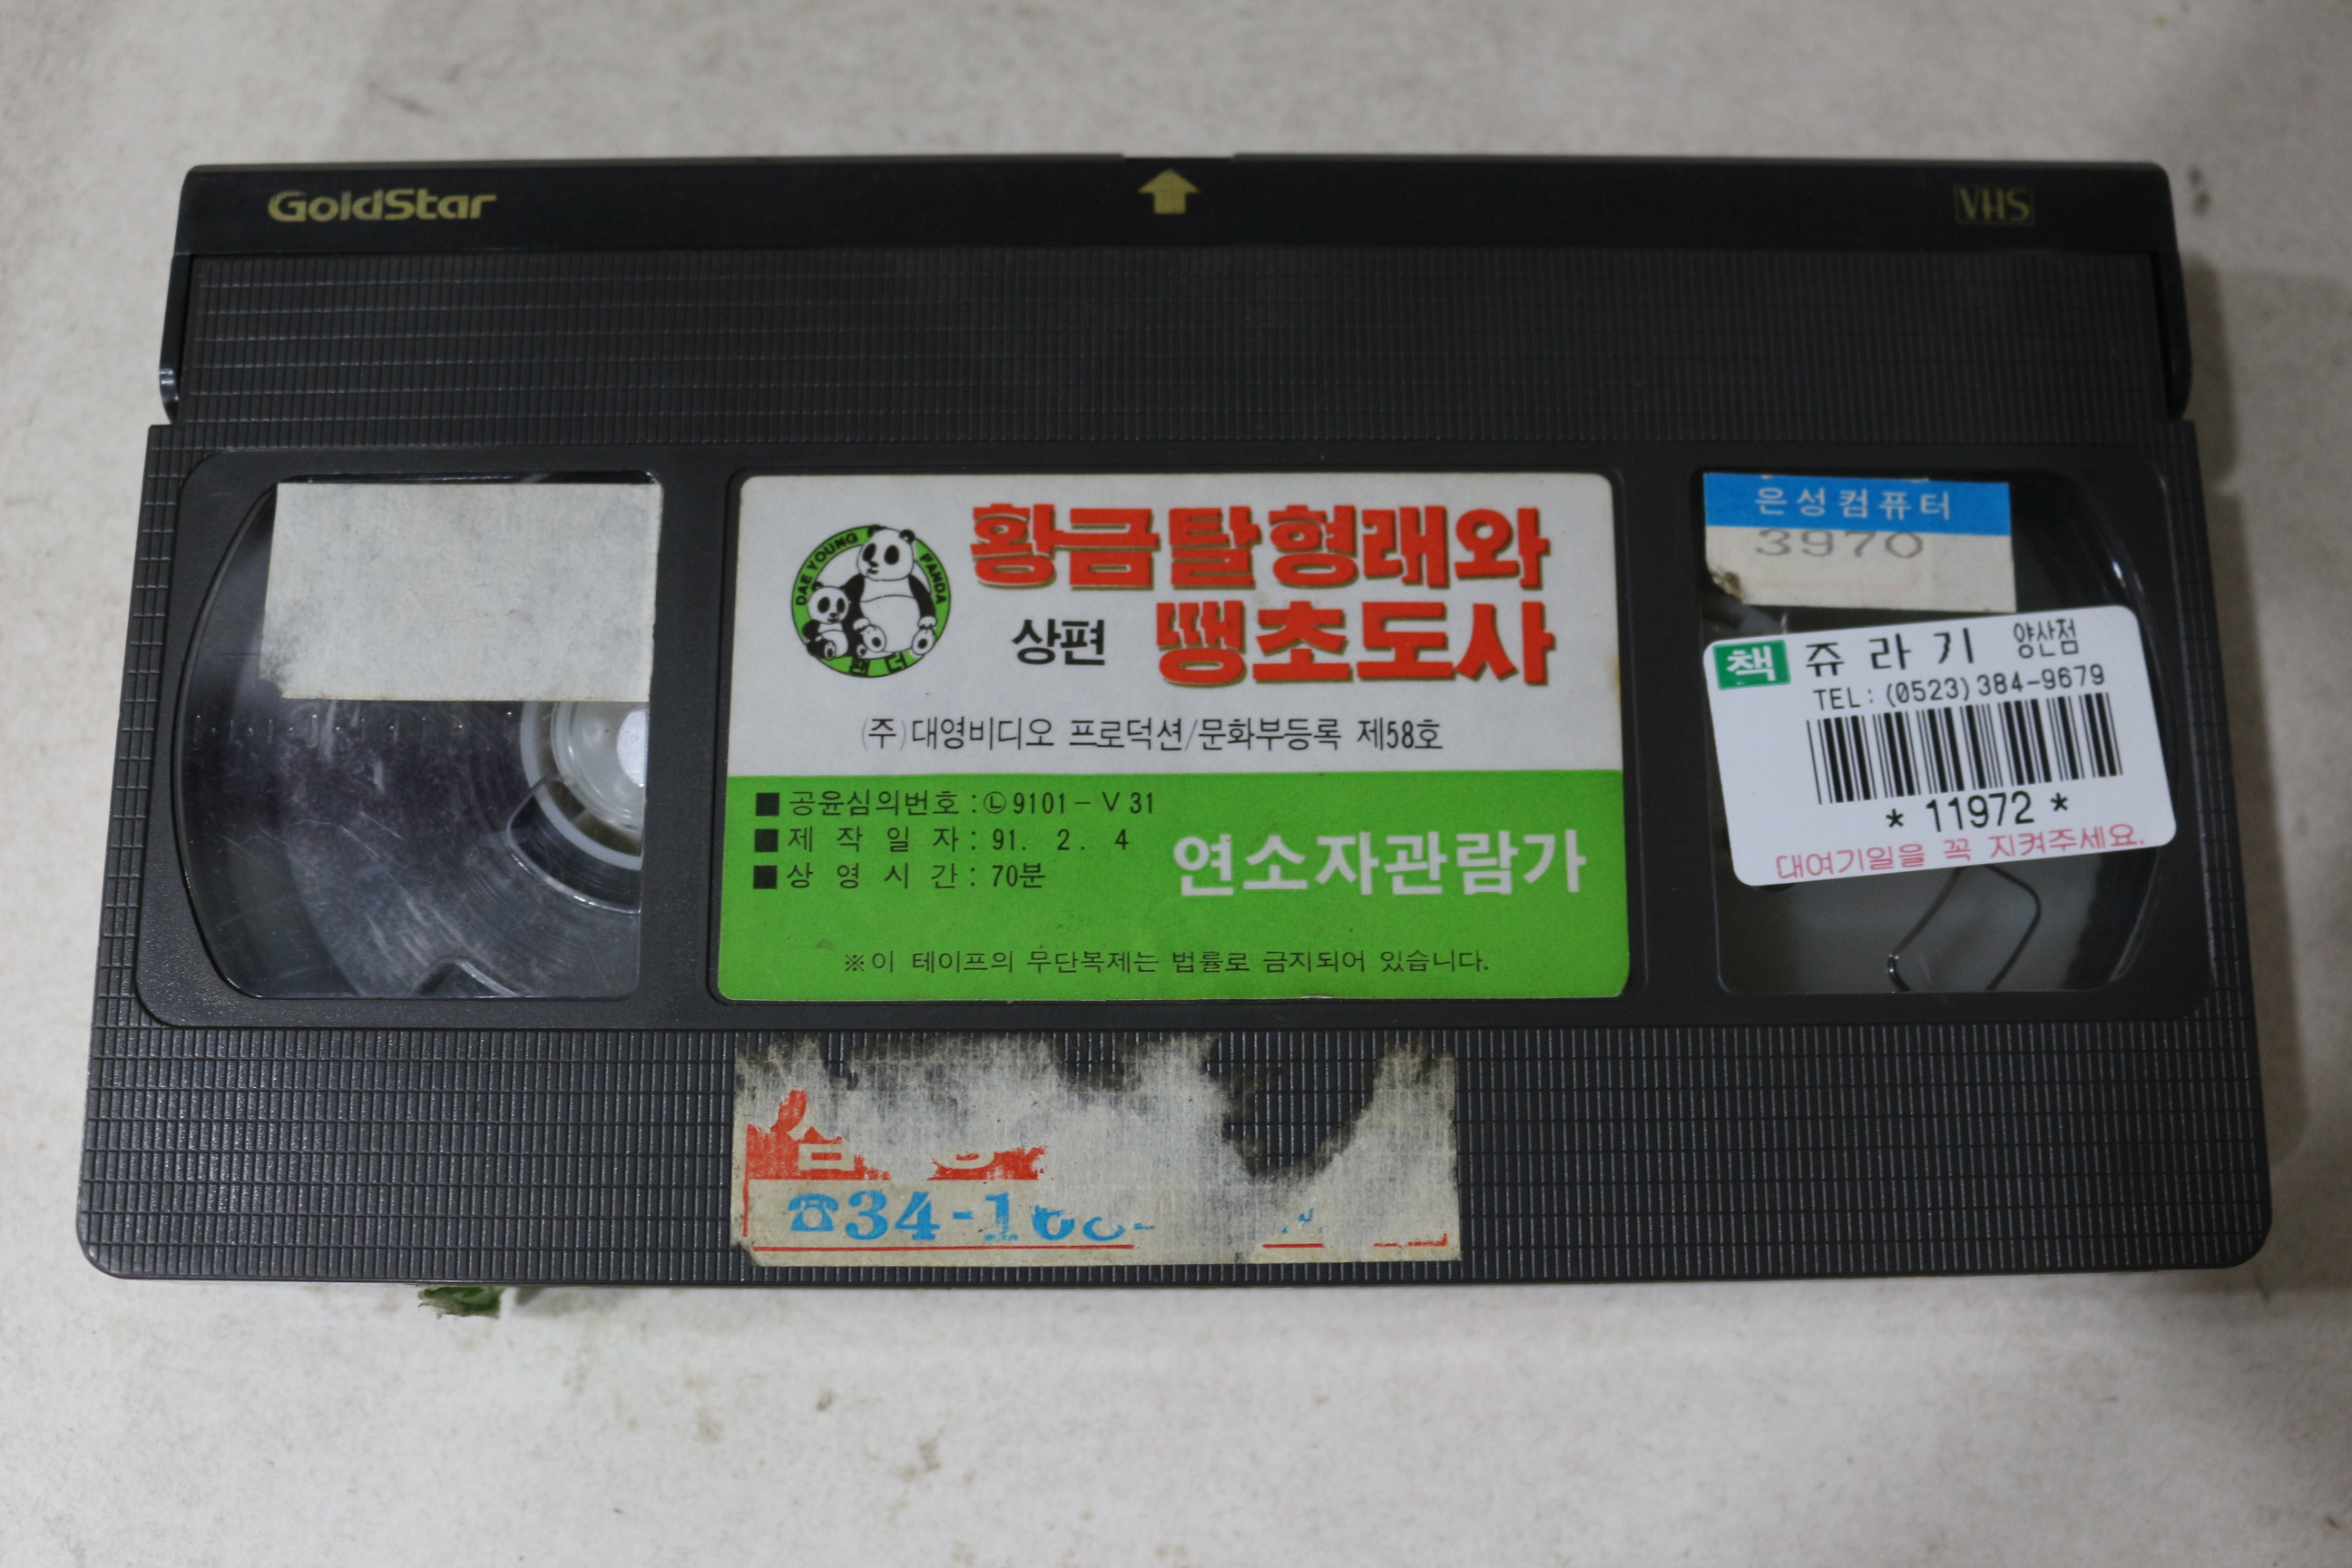 GoldStar
VHS
DAE YOUNG PANDA
팬더
황금탈형래와
상편 땡초도사
(주)대영비디오 프로덕션/문화부등록 제58호
■공윤심의번호:Ⓛ9101-V31
■제작일자:91. 2. 4
■상영시간:70분
연소자관람가
※이 테이프의 무단복제는 법률로 금지되어 있습니다.
은성컴퓨터
3970
책 쥬라기 양산점
TEL:(0523)384-9679
* 11972 *
대여기일을 꼭 지켜주세요.
☎34-1